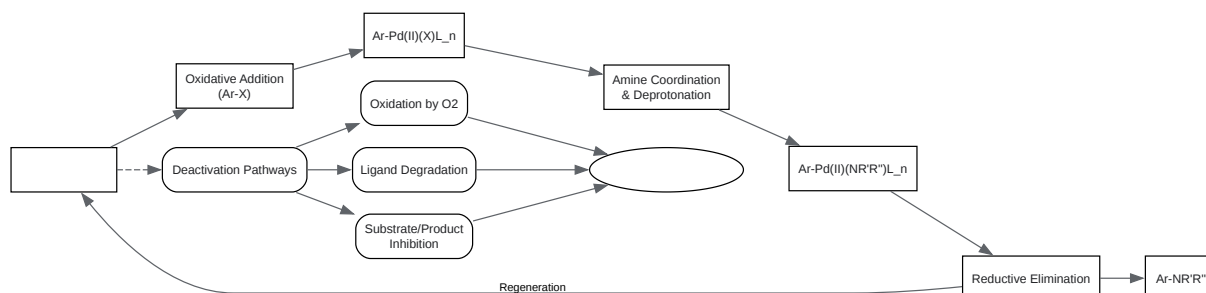 Ar-Pd(II)(X)L_n
Oxidative Addition
(Ar-X)
Amine Coordination
& Deprotonation
Oxidation by O2
Deactivation Pathways
Ligand Degradation
Ar-Pd(II)(NR'R'')L_n
Substrate/Product
Inhibition
Reductive Elimination
Ar-NR'R''
Regeneration